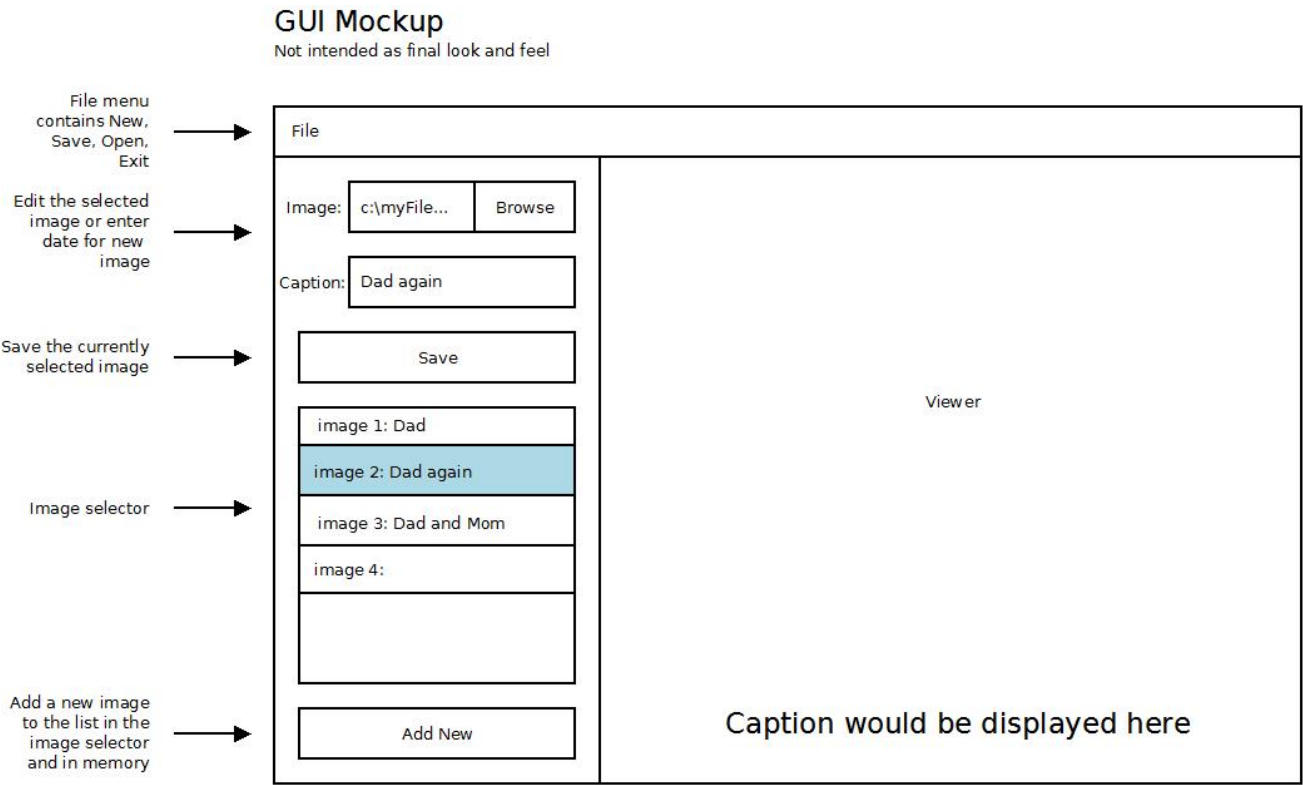 GUI Mockup
Not intended as final look and feel
File menu
contains New,
Save, Open,
Exit
File
Edit the selected
image or enter
date for new
image
Image:
c:\myFile...
Browse
Caption:
Dad again
Save the currently
selected image
Save
Viewer
image 1: Dad
image 2: Dad again
Image selector
image 3: Dad and Mom
image 4:
Add a new image
to the list in the
image selector
and in memory
Add New
Caption would be displayed here